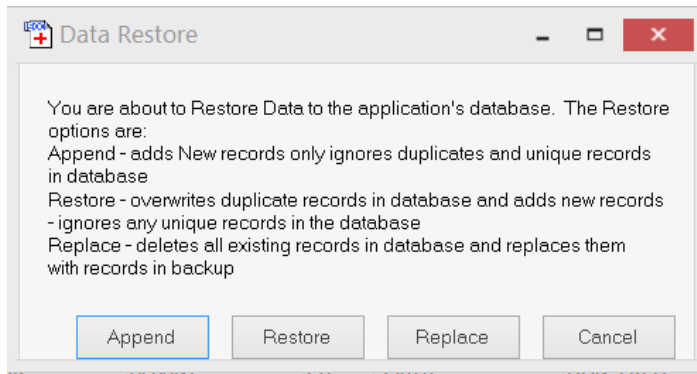 Data Restore
You are about to Restore Data to the application's database. The Restore
options are:
Append - adds New records only ignores duplicates and unique records
in database
Restore - overwrites duplicate records in database and adds new records
- ignores any unique records in the database
Replace - deletes all existing records in database and replaces them
with records in backup
Append Restore Replace Cancel